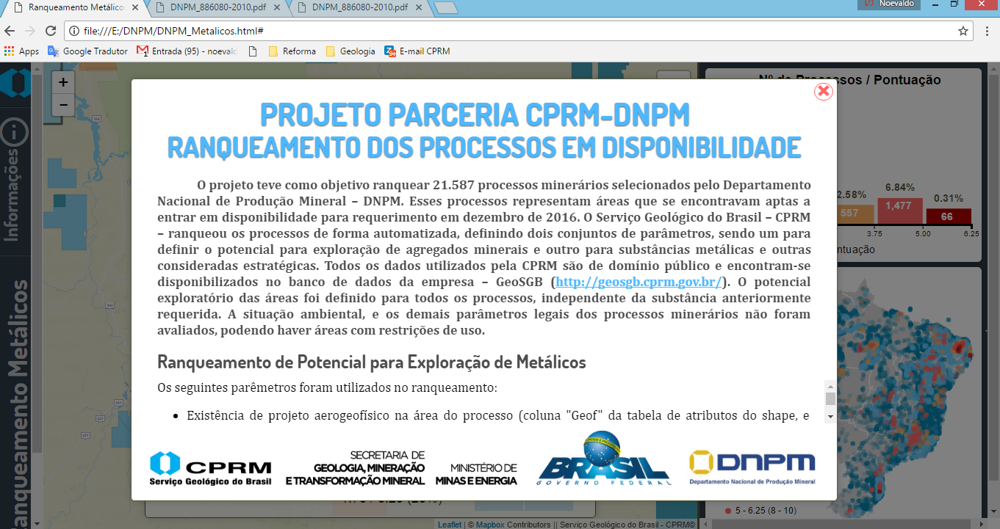 Ranqueamento Metálicos
DNPM_886080-2010.pdf
DNPM_886080-2010.pdf
Noevaldo
file:///E:/DNPM/DNPM_Metalicos.html#
Apps
Google Tradutor
Entrada (95) - noevald
Reforma
Geologia
E-mail CPRM
Informações
Ranqueamento Metálicos
+
−
PROJETO PARCERIA CPRM-DNPM
RANQUEAMENTO DOS PROCESSOS EM DISPONIBILIDADE
O projeto teve como objetivo ranquear 21.587 processos minerários selecionados pelo Departamento
Nacional de Produção Mineral – DNPM. Esses processos representam áreas que se encontravam aptas a
entrar em disponibilidade para requerimento em dezembro de 2016. O Serviço Geológico do Brasil – CPRM
– ranqueou os processos de forma automatizada, definindo dois conjuntos de parâmetros, sendo um para
definir o potencial para exploração de agregados minerais e outro para substâncias metálicas e outras
consideradas estratégicas. Todos os dados utilizados pela CPRM são de domínio público e encontram-se
disponibilizados no banco de dados da empresa – GeoSGB (http://geosgb.cprm.gov.br/). O potencial
exploratório das áreas foi definido para todos os processos, independente da substância anteriormente
requerida. A situação ambiental, e os demais parâmetros legais dos processos minerários não foram
avaliados, podendo haver áreas com restrições de uso.
Ranqueamento de Potencial para Exploração de Metálicos
Os seguintes parêmetros foram utilizados no ranqueamento:
• Existência de projeto aerogeofísico na área do processo (coluna "Geof" da tabela de atributos do shape, e
CPRM
Serviço Geológico do Brasil
SECRETARIA DE
GEOLOGIA, MINERAÇÃO
E TRANSFORMAÇÃO MINERAL
MINISTÉRIO DE
MINAS E ENERGIA
BRASIL
GOVERNO FEDERAL
DNPM
Departamento Nacional de Produção Mineral
Nº de Processos / Pontuação
2.58%
6.84%
0.31%
557
1,477
66
3.75
5.00
6.25
ntuação
5 - 6.25 (8 - 10)
Leaflet | © Mapbox Contributors || Serviço Geológico do Brasil - CPRM©